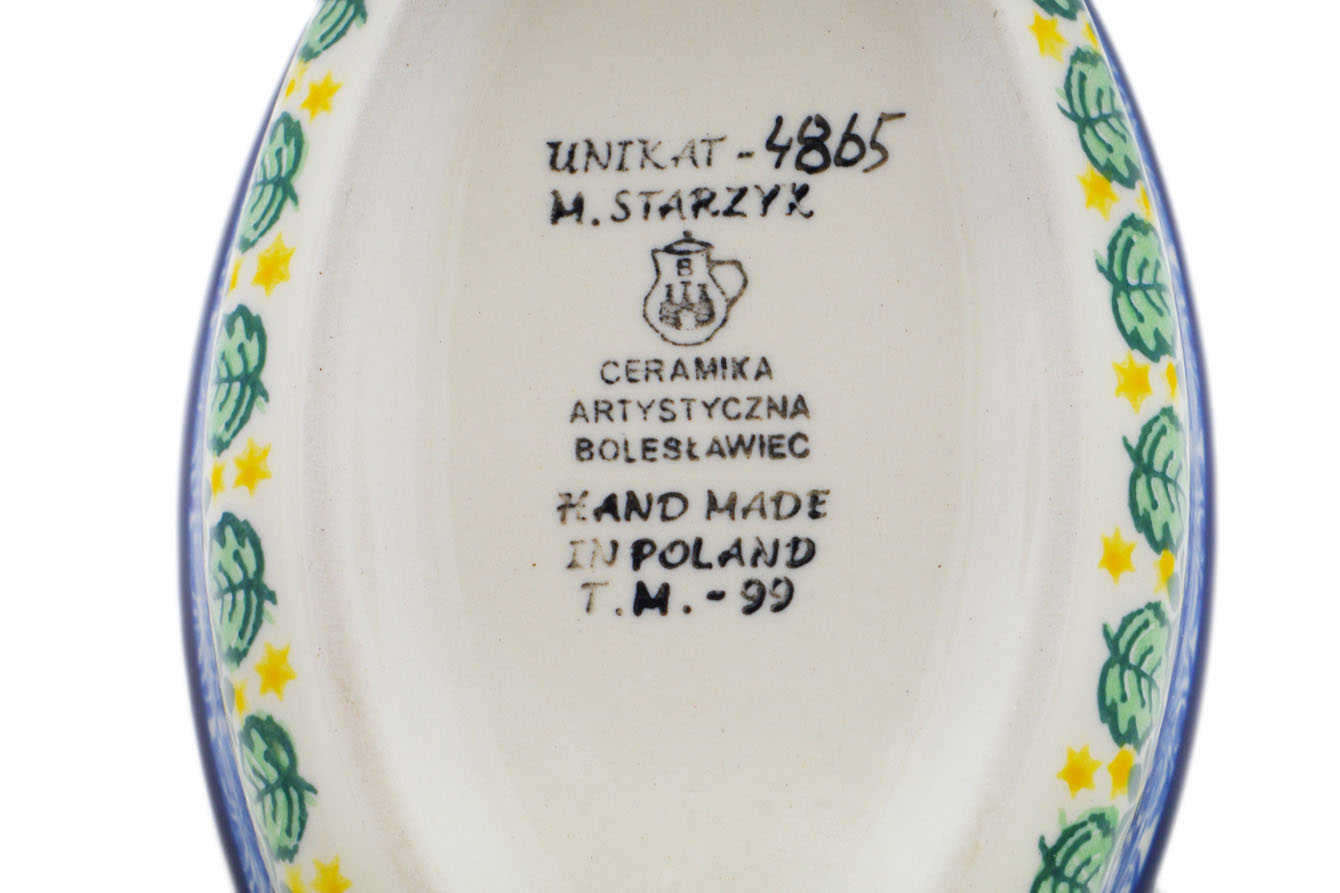 UNIKAT - 4865
M. STARZYK
B
CERAMIKA
ARTYSTYCZNA
BOLESŁAWIEC
HAND MADE
IN POLAND
T.M. - 99